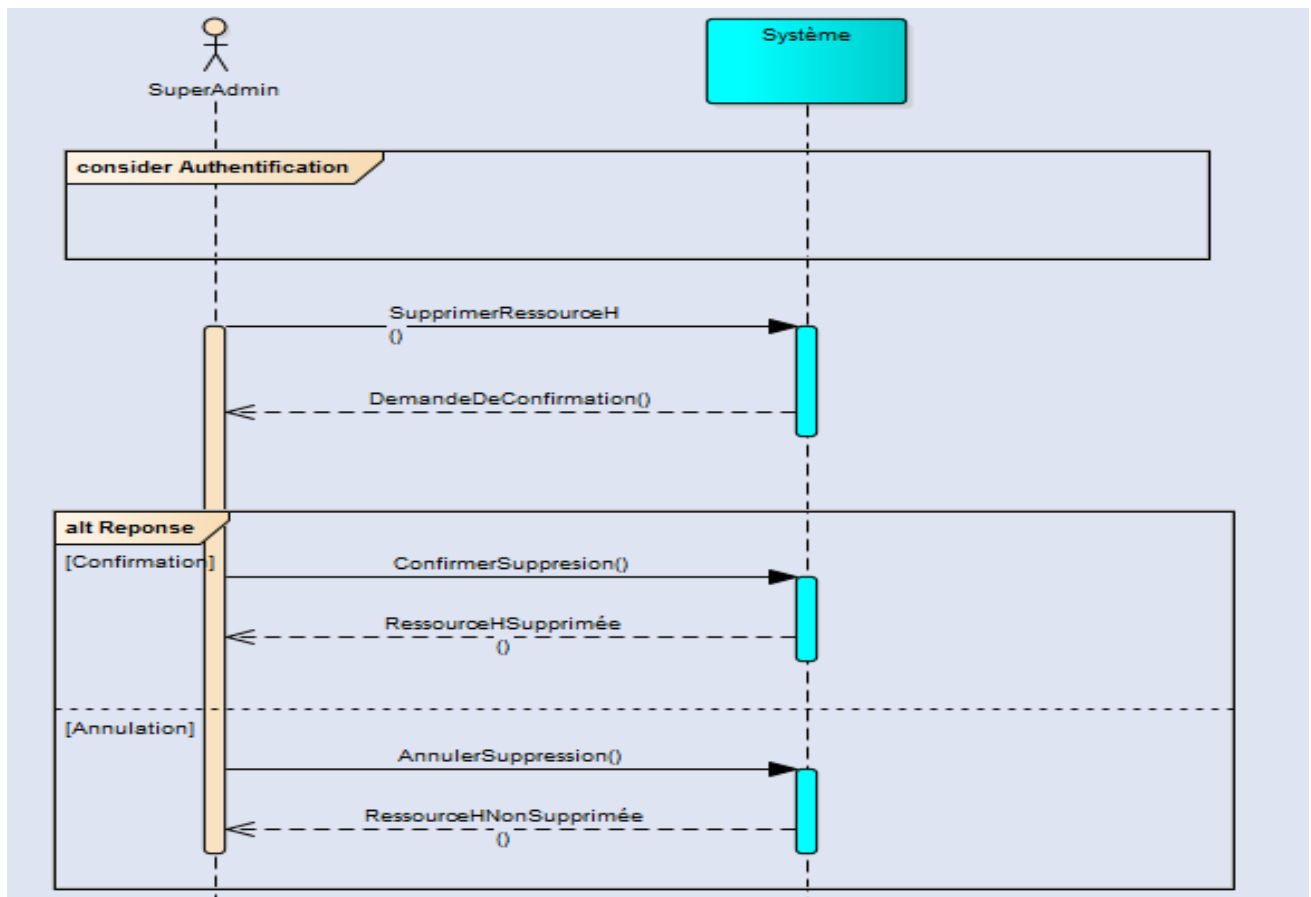 SuperAdmin
Système
consider Authentification
SupprimerRessourceH
()
DemandeDeConfirmation()
alt Reponse
[Confirmation]
ConfirmerSuppresion()
RessourceHSupprimée
()
[Annulation]
AnnulerSuppression()
RessourceHNonSupprimée
()